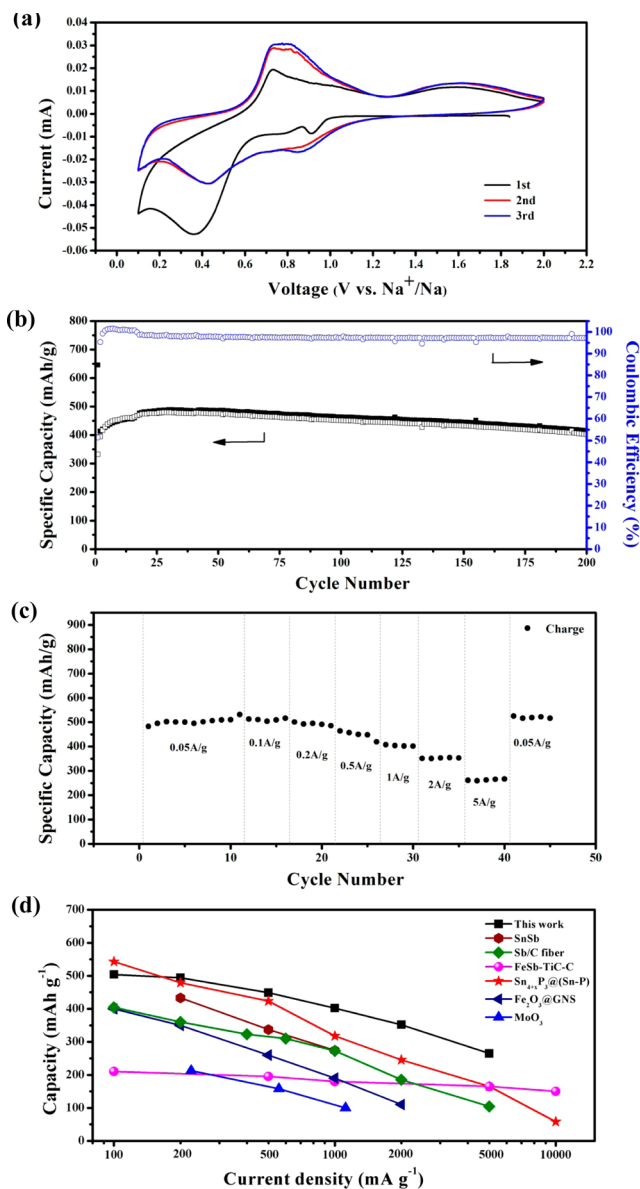 (a)
0.04
0.03
0.02
0.01
0.00
-0.01
-0.02
-0.03
-0.04
-0.05
-0.06
Current (mA)
1st
2nd
3rd
0.0 0.2 0.4 0.6 0.8 1.0 1.2 1.4 1.6 1.8 2.0 2.2
Voltage (V vs. Na+/Na)
(b)
800
700
600
500
400
300
200
100
0
Specific Capacity (mAh/g)
100
90
80
70
60
50
40
30
20
10
0
Coulombic Efficiency (%)
0 25 50 75 100 125 150 175 200
Cycle Number
(c)
900
800
700
600
500
400
300
200
100
0
Specific Capacity (mAh/g)
Charge
0.05A/g
0.1A/g
0.2A/g
0.5A/g
1A/g
2A/g
5A/g
0.05A/g
0 10 20 30 40 50
Cycle Number
(d)
700
600
500
400
300
200
100
0
Capacity (mAh g-1)
This work
SnSb
Sb/C fiber
FeSb-TiC-C
Sn4+xP3@(Sn-P)
Fe2O3@GNS
MoO3
100 200 500 1000 2000 5000 10000
Current density (mA g-1)